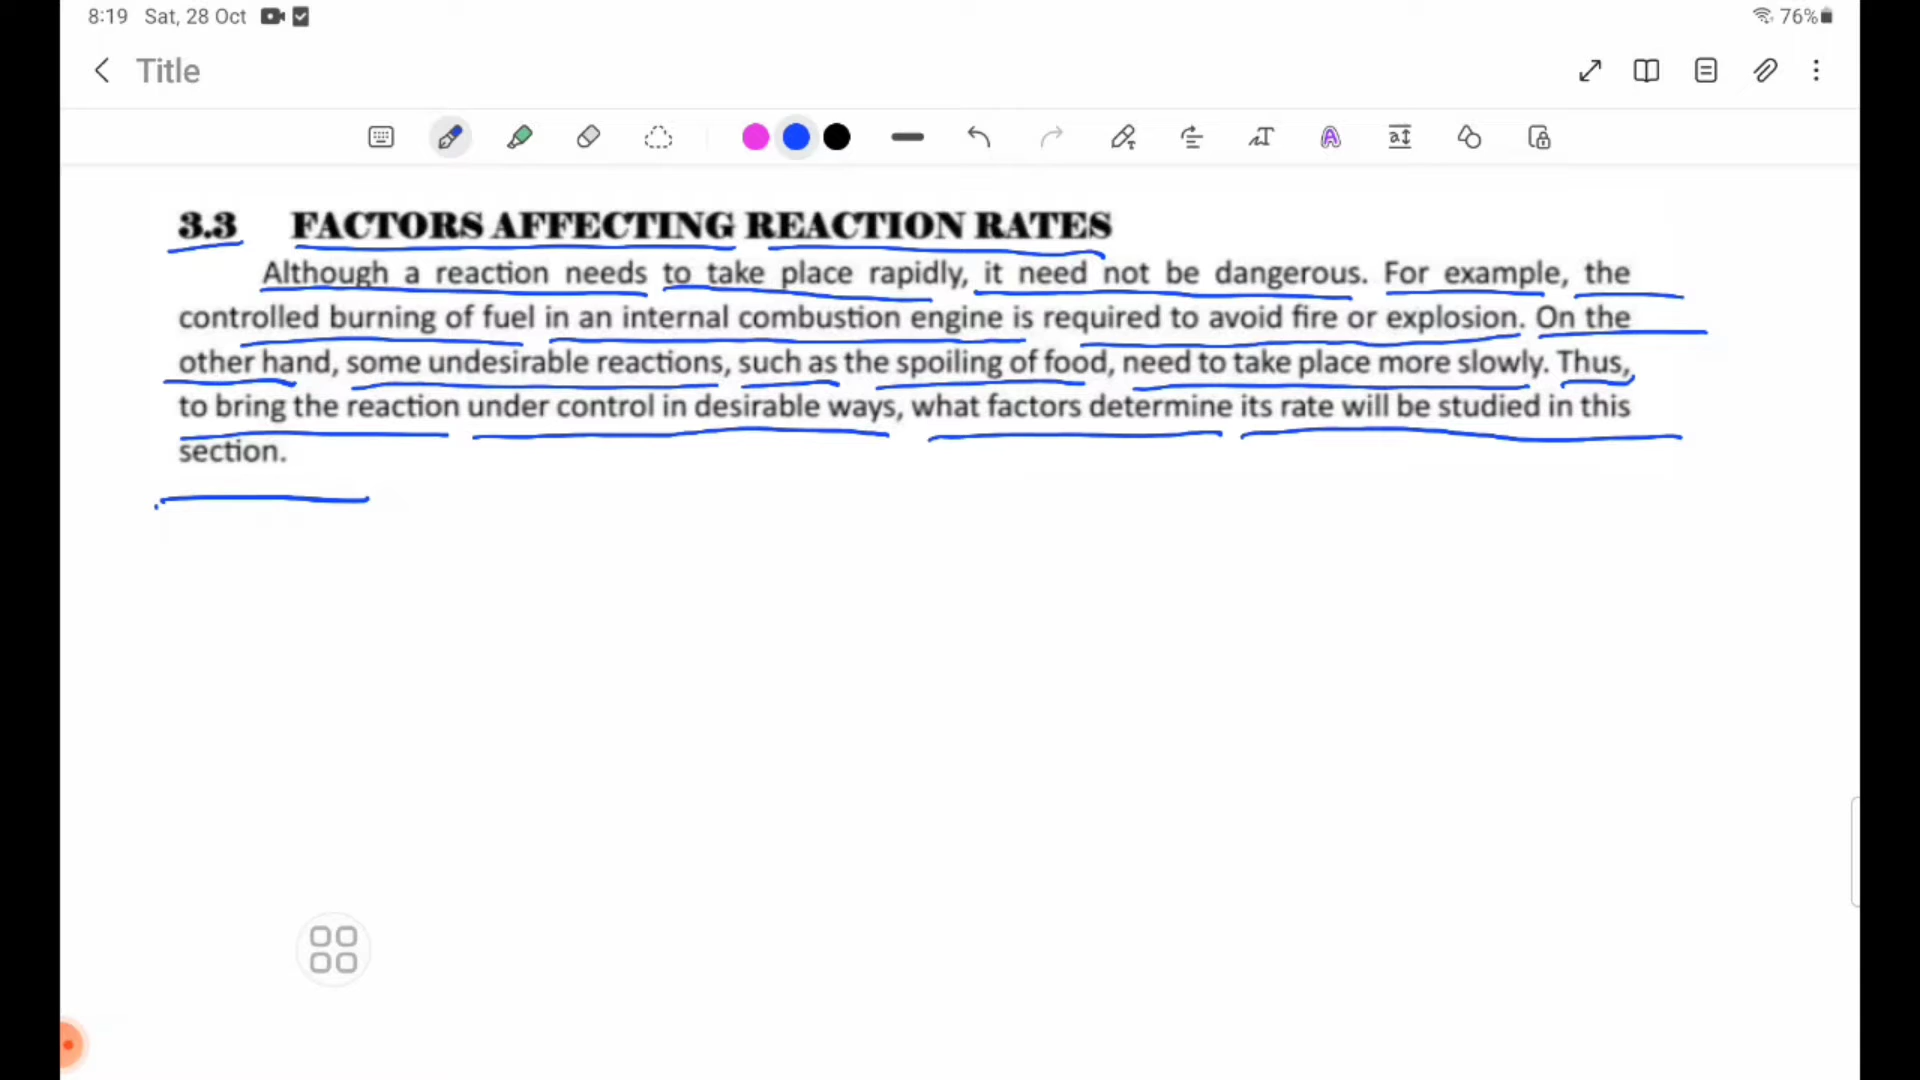 8:19 Sat, 28 Oct
76%
Title
3.3 FACTORS AFFECTING REACTION RATES
Although a reaction needs to take place rapidly, it need not be dangerous. For example, the
controlled burning of fuel in an internal combustion engine is required to avoid fire or explosion. On the
other hand, some undesirable reactions, such as the spoiling of food, need to take place more slowly. Thus,
to bring the reaction under control in desirable ways, what factors determine its rate will be studied in this
section.